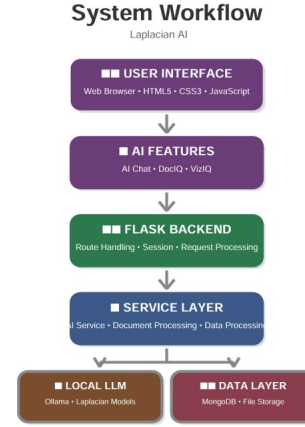 System Workflow
Laplacian AI
■■ USER INTERFACE
Web Browser • HTML5 • CSS3 • JavaScript
■ AI FEATURES
AI Chat • DocIQ • VizIQ
■■ FLASK BACKEND
Route Handling • Session • Request Processing
■ SERVICE LAYER
AI Service • Document Processing • Data Processing
■ LOCAL LLM
Ollama • Laplacian Models
■■ DATA LAYER
MongoDB • File Storage